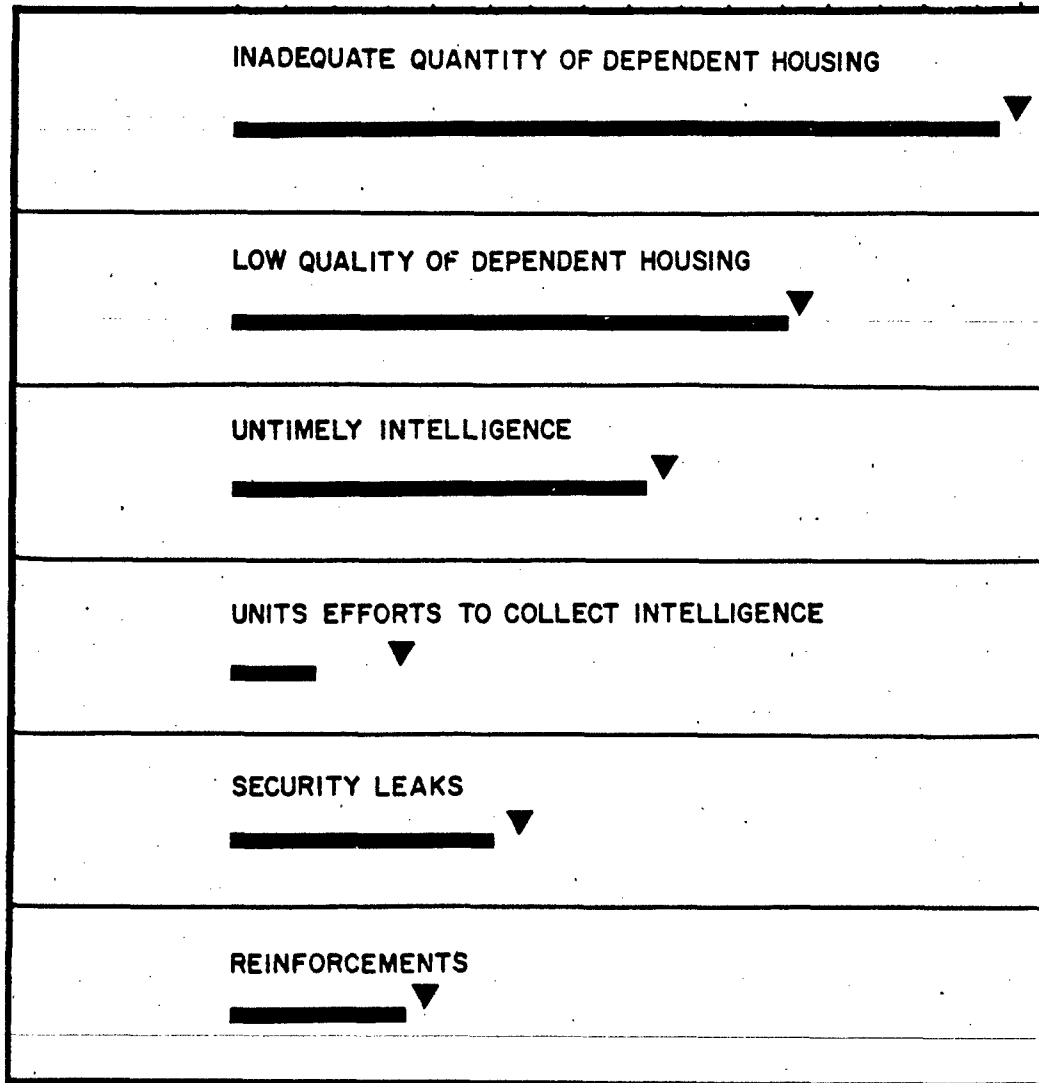 INADEQUATE QUANTITY OF DEPENDENT HOUSING
LOW QUALITY OF DEPENDENT HOUSING
UNTIMELY INTELLIGENCE
UNITS EFFORTS TO COLLECT INTELLIGENCE
SECURITY LEAKS
REINFORCEMENTS